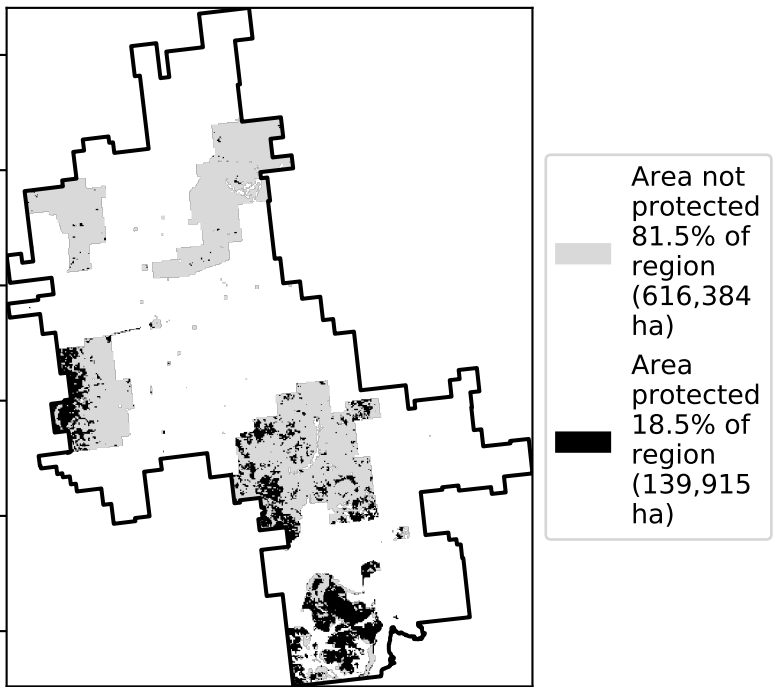 Area not
protected
81.5% of
region
(616,384
ha)
Area
protected
18.5% of
region
(139,915
ha)